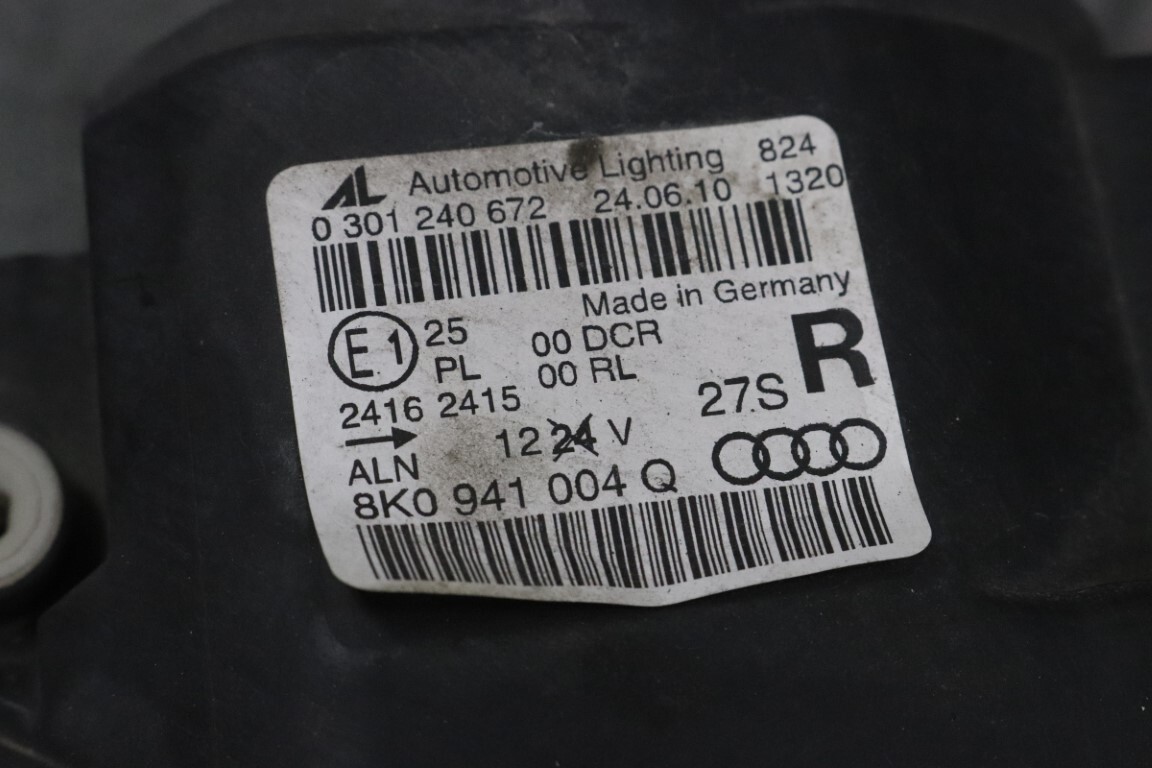 AL Automotive Lighting 824
0 301 240 672 24.06.10 1320
Made in Germany
E1 25 00 DCR
PL 00 RL
R
2416 2415 27S
12 24 V
ALN
8K0 941 004 Q